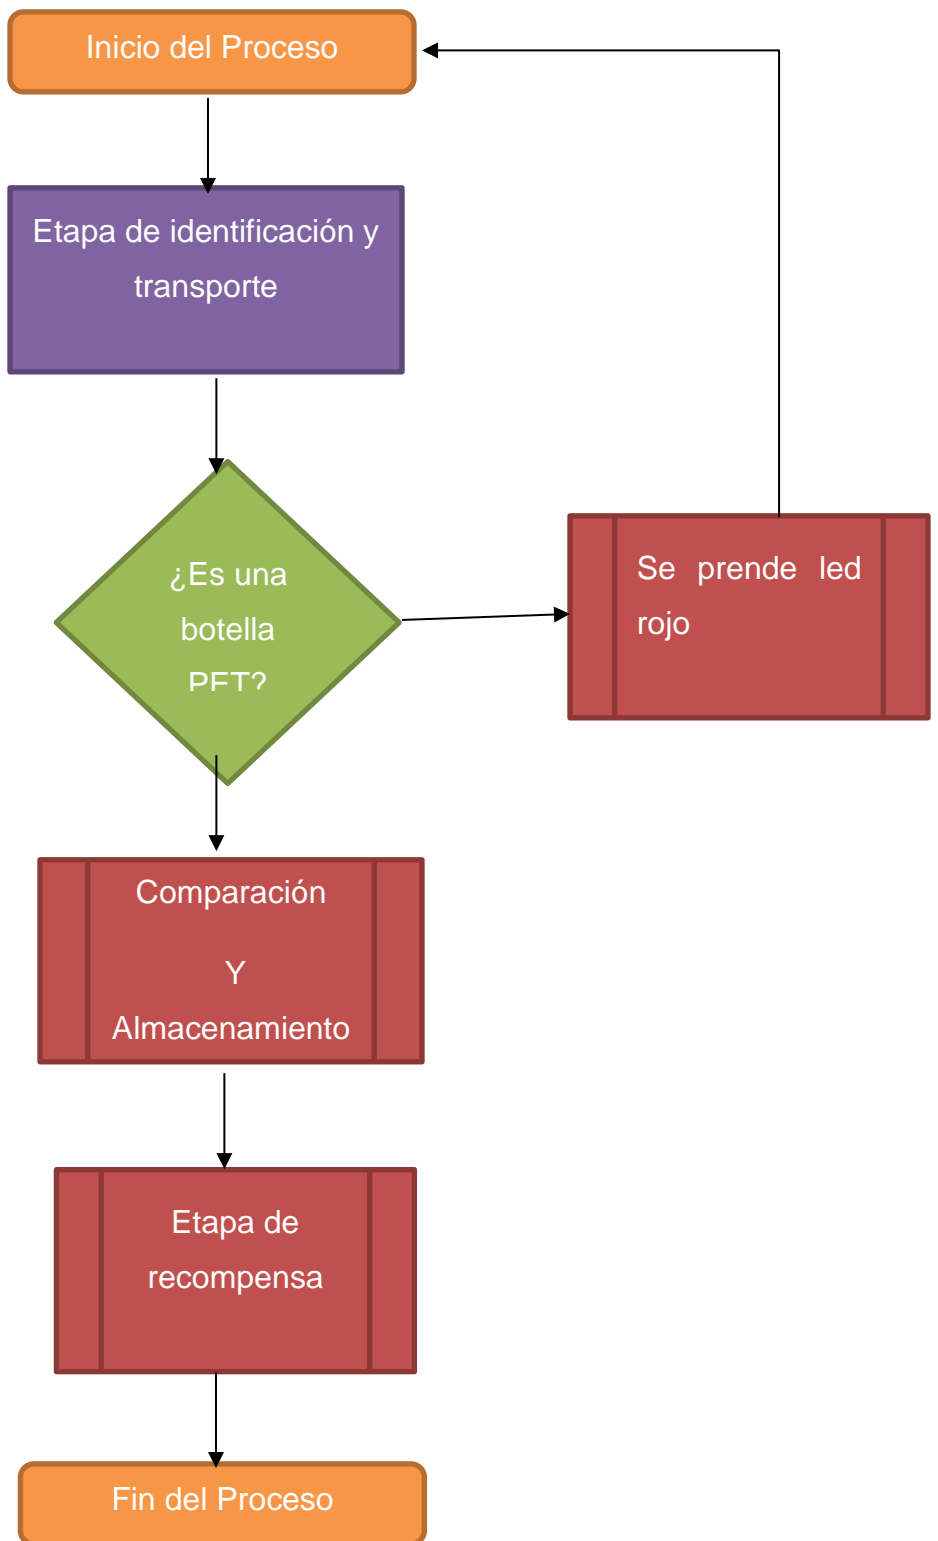 Inicio del Proceso
Etapa de identificación y
transporte
¿Es una
botella
PET?
Se prende led
rojo
Comparación
Y
Almacenamiento
Etapa de
recompensa
Fin del Proceso